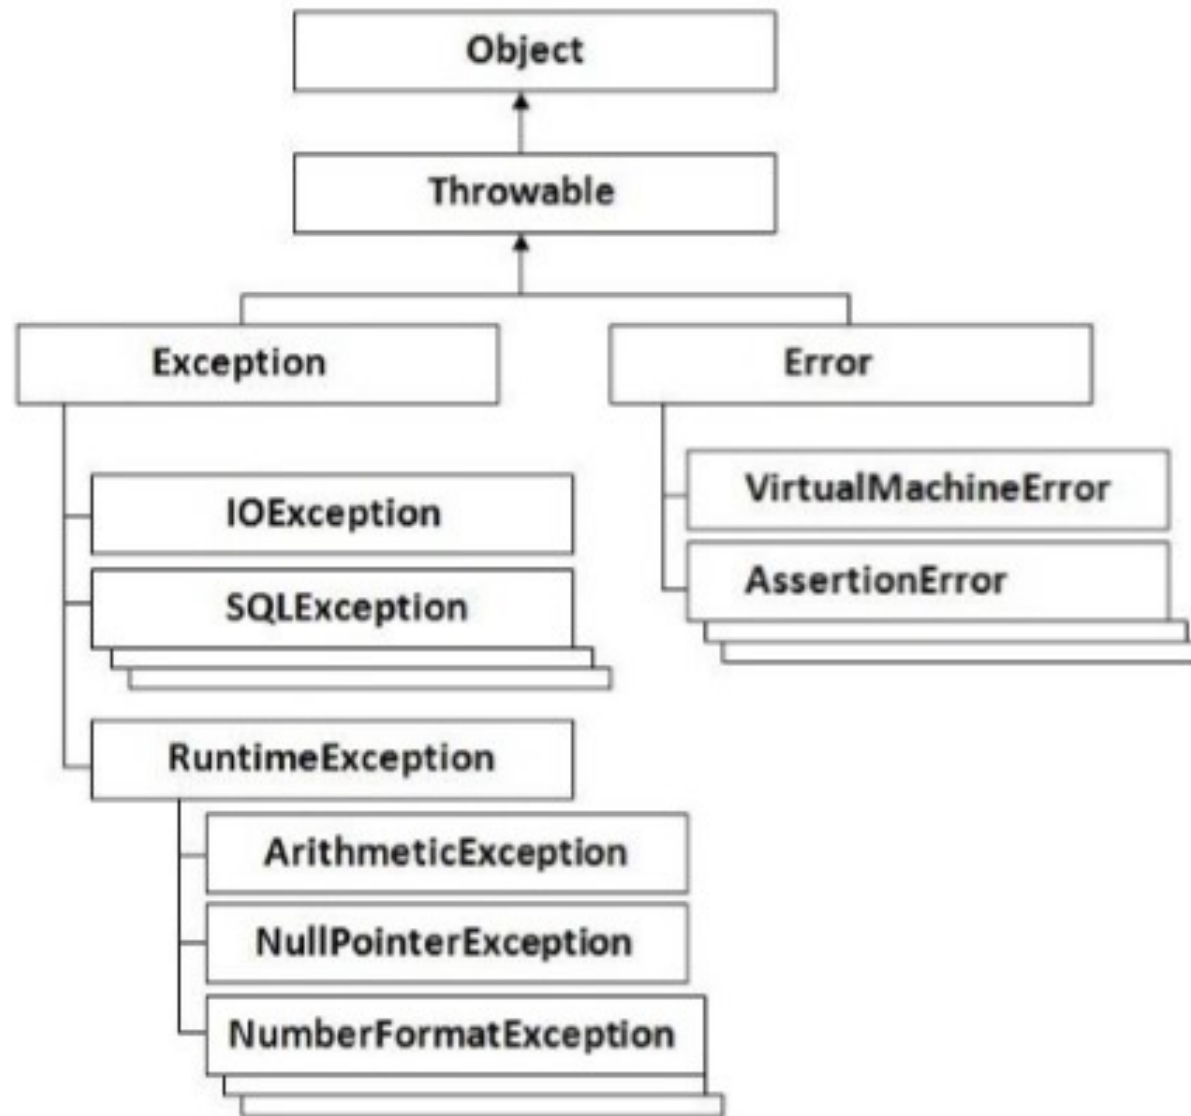 Object
Throwable
Exception
Error
IOException
VirtualMachineError
SQLException
AssertionError
RuntimeException
ArithmeticException
NullPointerException
NumberFormatException